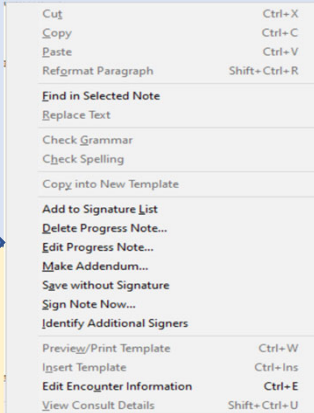 Cut Ctrl+X
Copy Ctrl+C
Paste Ctrl+V
Reformat Paragraph Shift+Ctrl+R
Find in Selected Note
Replace Text
Check Grammar
Check Spelling
Copy into New Template
Add to Signature List
Delete Progress Note...
Edit Progress Note...
Make Addendum...
Save without Signature
Sign Note Now...
Identify Additional Signers
Preview/Print Template Ctrl+W
Insert Template Ctrl+Ins
Edit Encounter Information Ctrl+E
View Consult Details Shift+Ctrl+U